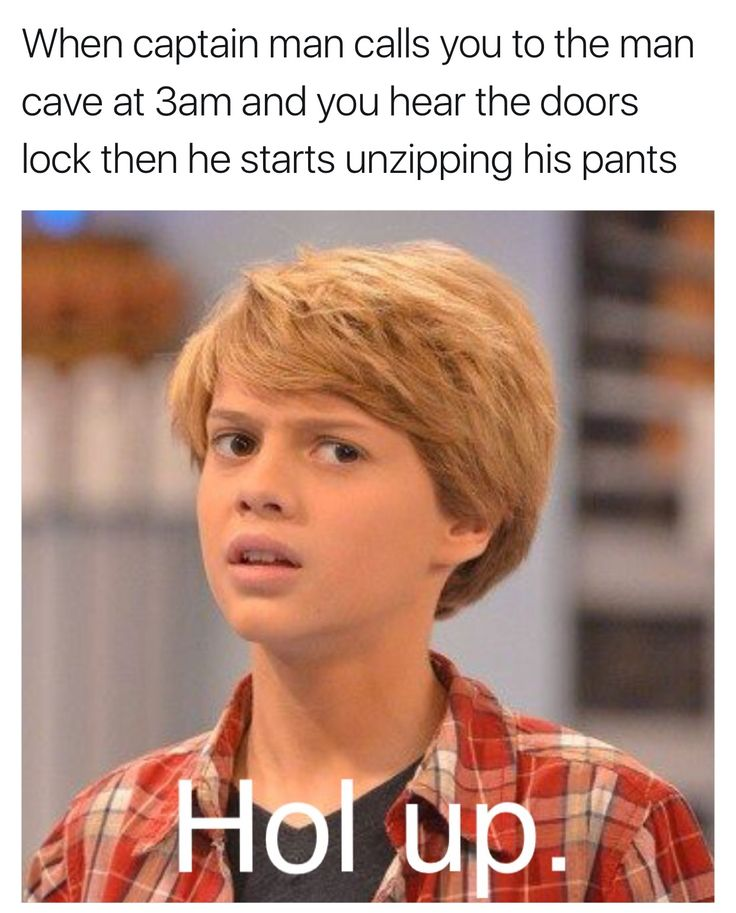 When captain man calls you to the man
cave at 3am and you hear the doors
lock then he starts unzipping his pants
Hol up.